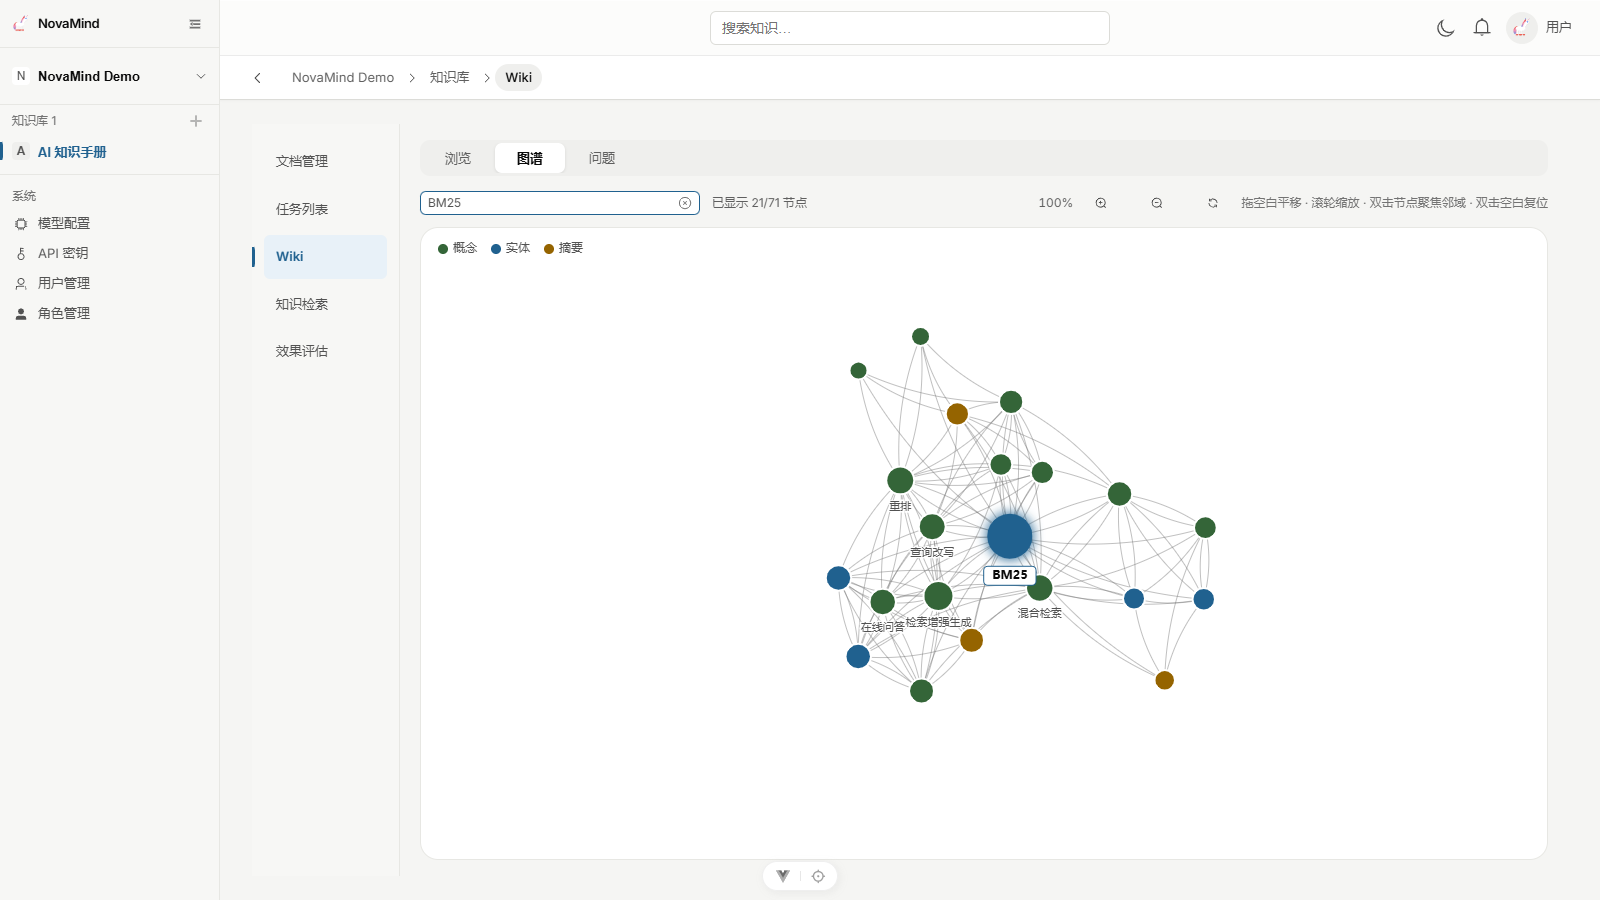 NovaMind
搜索知识...
用户
N NovaMind Demo
NovaMind Demo
知识库
Wiki
知识库 1
A AI 知识手册
系统
模型配置
API 密钥
用户管理
角色管理
文档管理
任务列表
Wiki
知识检索
效果评估
浏览
图谱
问题
BM25
已显示 21/71 节点
100%
拖空白平移 · 滚轮缩放 · 双击节点聚焦邻域 · 双击空白复位
概念
实体
摘要
重排
查询改写
BM25
混合检索
在线问答
检索增强生成